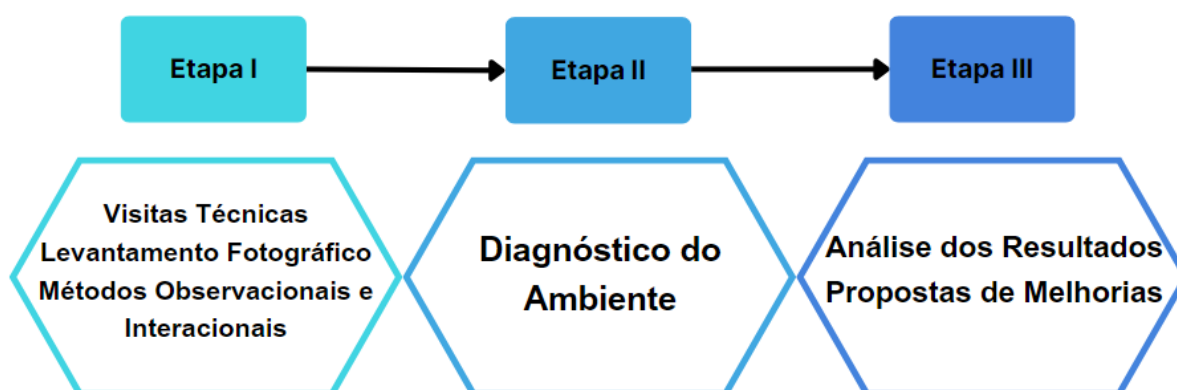 Etapa I
Etapa II
Etapa III
Visitas Técnicas
Levantamento Fotográfico
Métodos Observacionais e
Interacionais
Diagnóstico do
Ambiente
Análise dos Resultados
Propostas de Melhorias